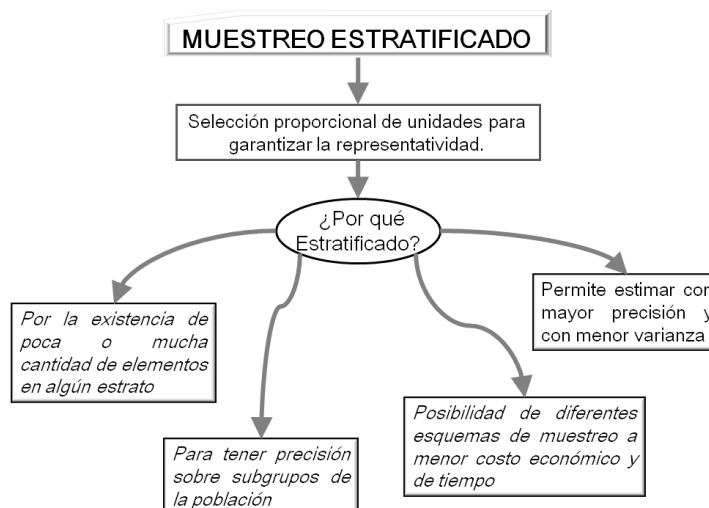 MUESTREO ESTRATIFICADO
Selección proporcional de unidades para
garantizar la representatividad.
¿Por qué
Estratificado?
Por la existencia de
poca o mucha
cantidad de elementos
en algún estrato
Para tener precisión
sobre subgrupos de
la población
Posibilidad de diferentes
esquemas de muestreo a
menor costo económico y
de tiempo
Permite estimar con
mayor precisión y
con menor varianza